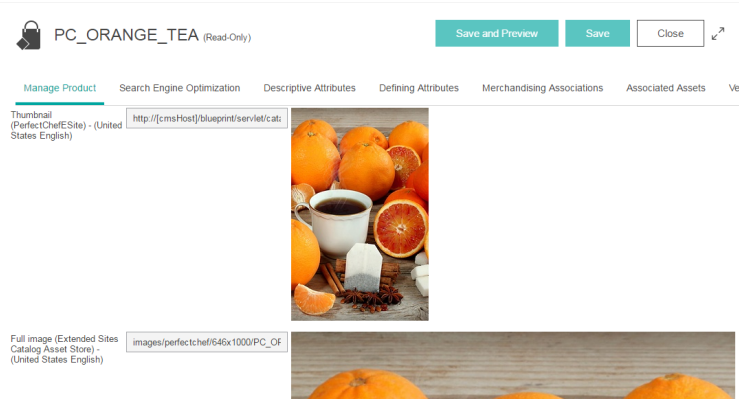 PC_ORANGE_TEA (Read-Only)
Save and Preview
Save
Close
Manage Product
Search Engine Optimization
Descriptive Attributes
Defining Attributes
Merchandising Associations
Associated Assets
Thumbnail
(PerfectChefESite) - (United
States English)
http://[cmsHost]/blueprint/servlet/cata
Full image (Extended Sites
Catalog Asset Store) -
(United States English)
images/perfectchef/646x1000/PC_OR